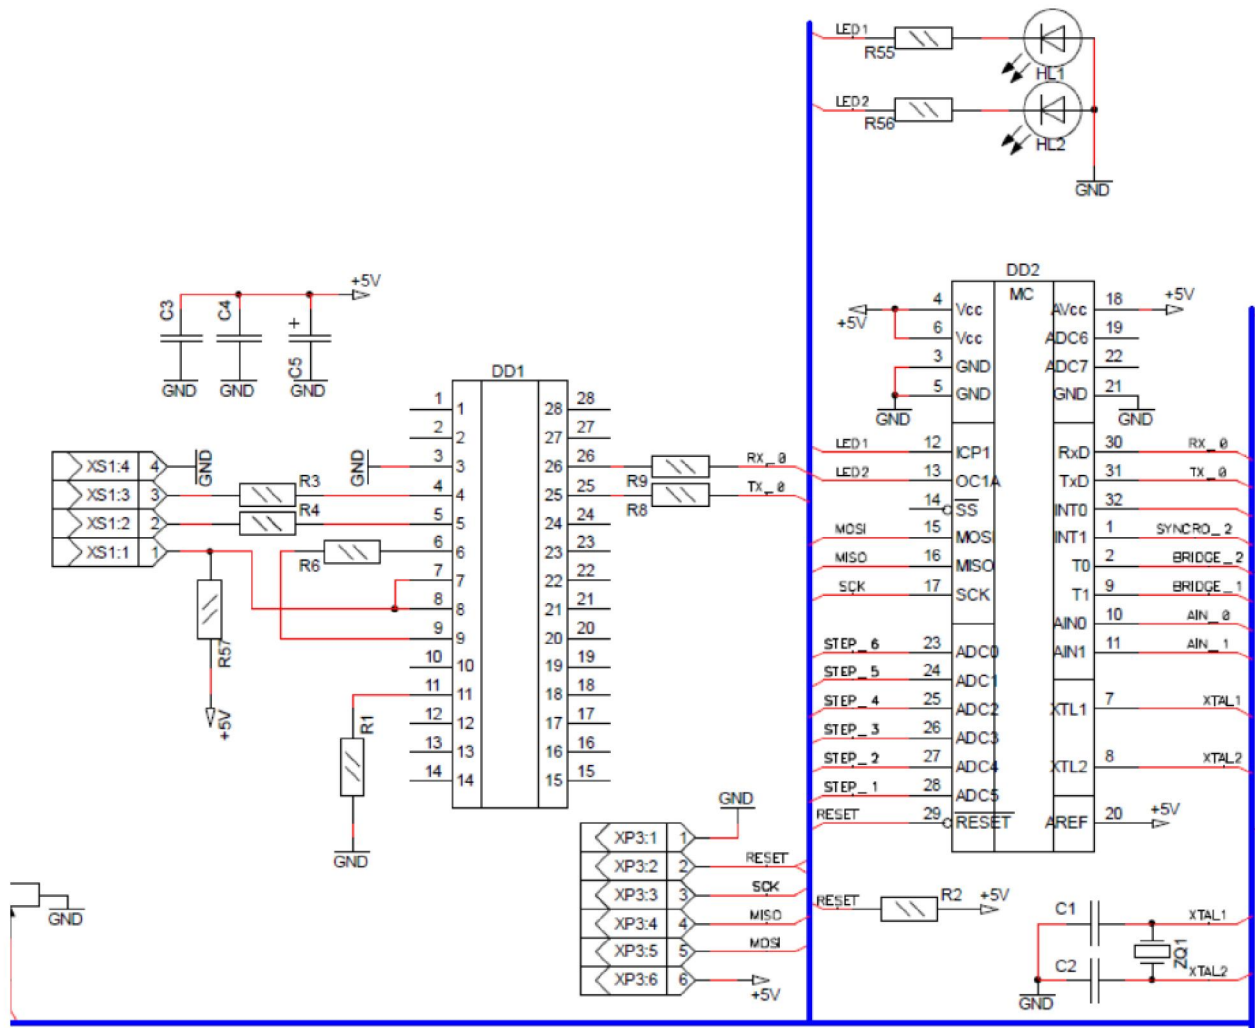 LED1
R55
HL1
LED2
R56
HL2
GND
+5V
C3
C4
+
C5
GND
GND
GND
DD1
1 1 28 28
2 2 27 27
3 3 26 26
4 4 25 25
5 5 24 24
6 6 23 23
7 7 22 22
8 8 21 21
9 9 20 20
10 10 19 19
11 11 18 18
12 12 17 17
13 13 16 16
14 14 15 15
XS1:4 4 GND
XS1:3 3 R3
XS1:2 2 R4
XS1:1 1
R6
R57
+5V
GND
R1
GND
R9 RX_0
R8 TX_0
DD2
MC
+5V 4 Vcc AVcc 18 +5V
6 Vcc ADC6 19
3 GND ADC7 22
5 GND GND 21
GND GND
LED1 12 ICP1 RxD 30 RX_0
LED2 13 OC1A TxD 31 TX_0
14 SS INT0 32
MOSI 15 MOSI INT1 1 SYNCRO_2
MISO 16 MISO T0 2 BRIDGE_2
SCK 17 SCK T1 9 BRIDGE_1
AIN0 10 AIN_0
STEP_6 23 ADC0 AIN1 11 AIN_1
STEP_5 24 ADC1
STEP_4 25 ADC2 XTL1 7 XTAL1
STEP_3 26 ADC3
STEP_2 27 ADC4 XTL2 8 XTAL2
STEP_1 28 ADC5
RESET 29 RESET AREF 20 +5V
GND
XP3:1 1
XP3:2 2 RESET
XP3:3 3 SCK
XP3:4 4 MISO
XP3:5 5 MOSI
XP3:6 6 +5V
RESET R2 +5V
GND
C1 XTAL1
ZQ1
C2 XTAL2
GND